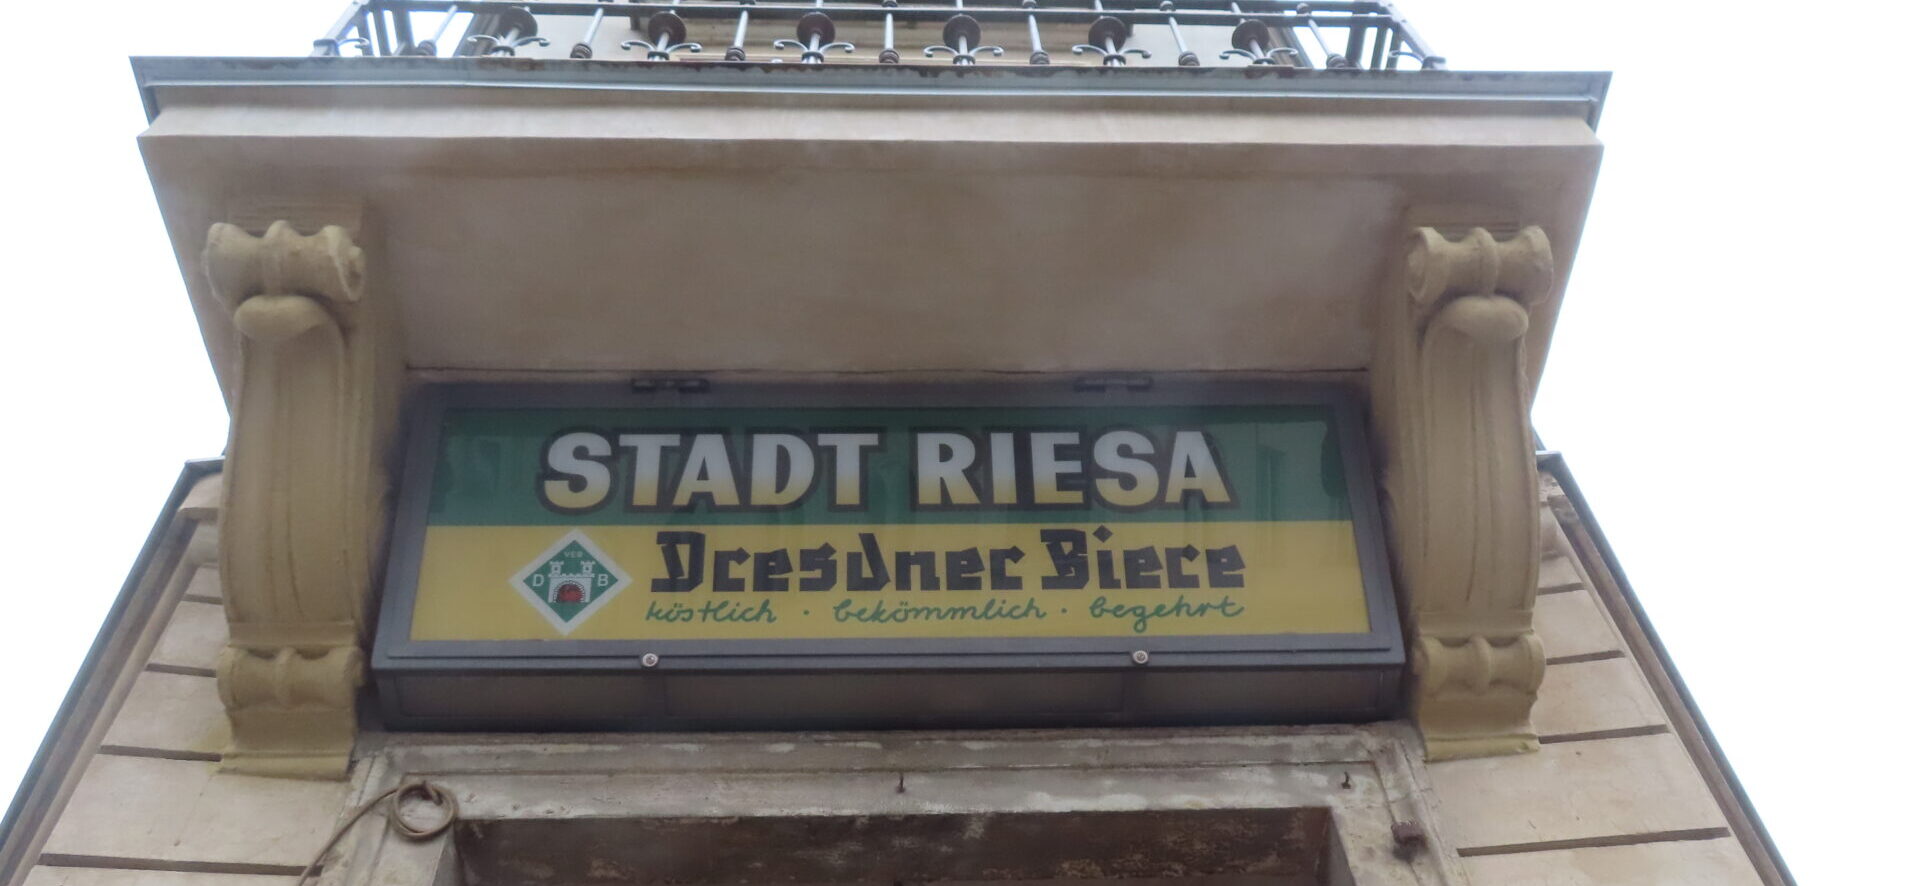 STADT RIESA
VEB
D B
Dresdner Biere
köstlich · bekömmlich · begehrt